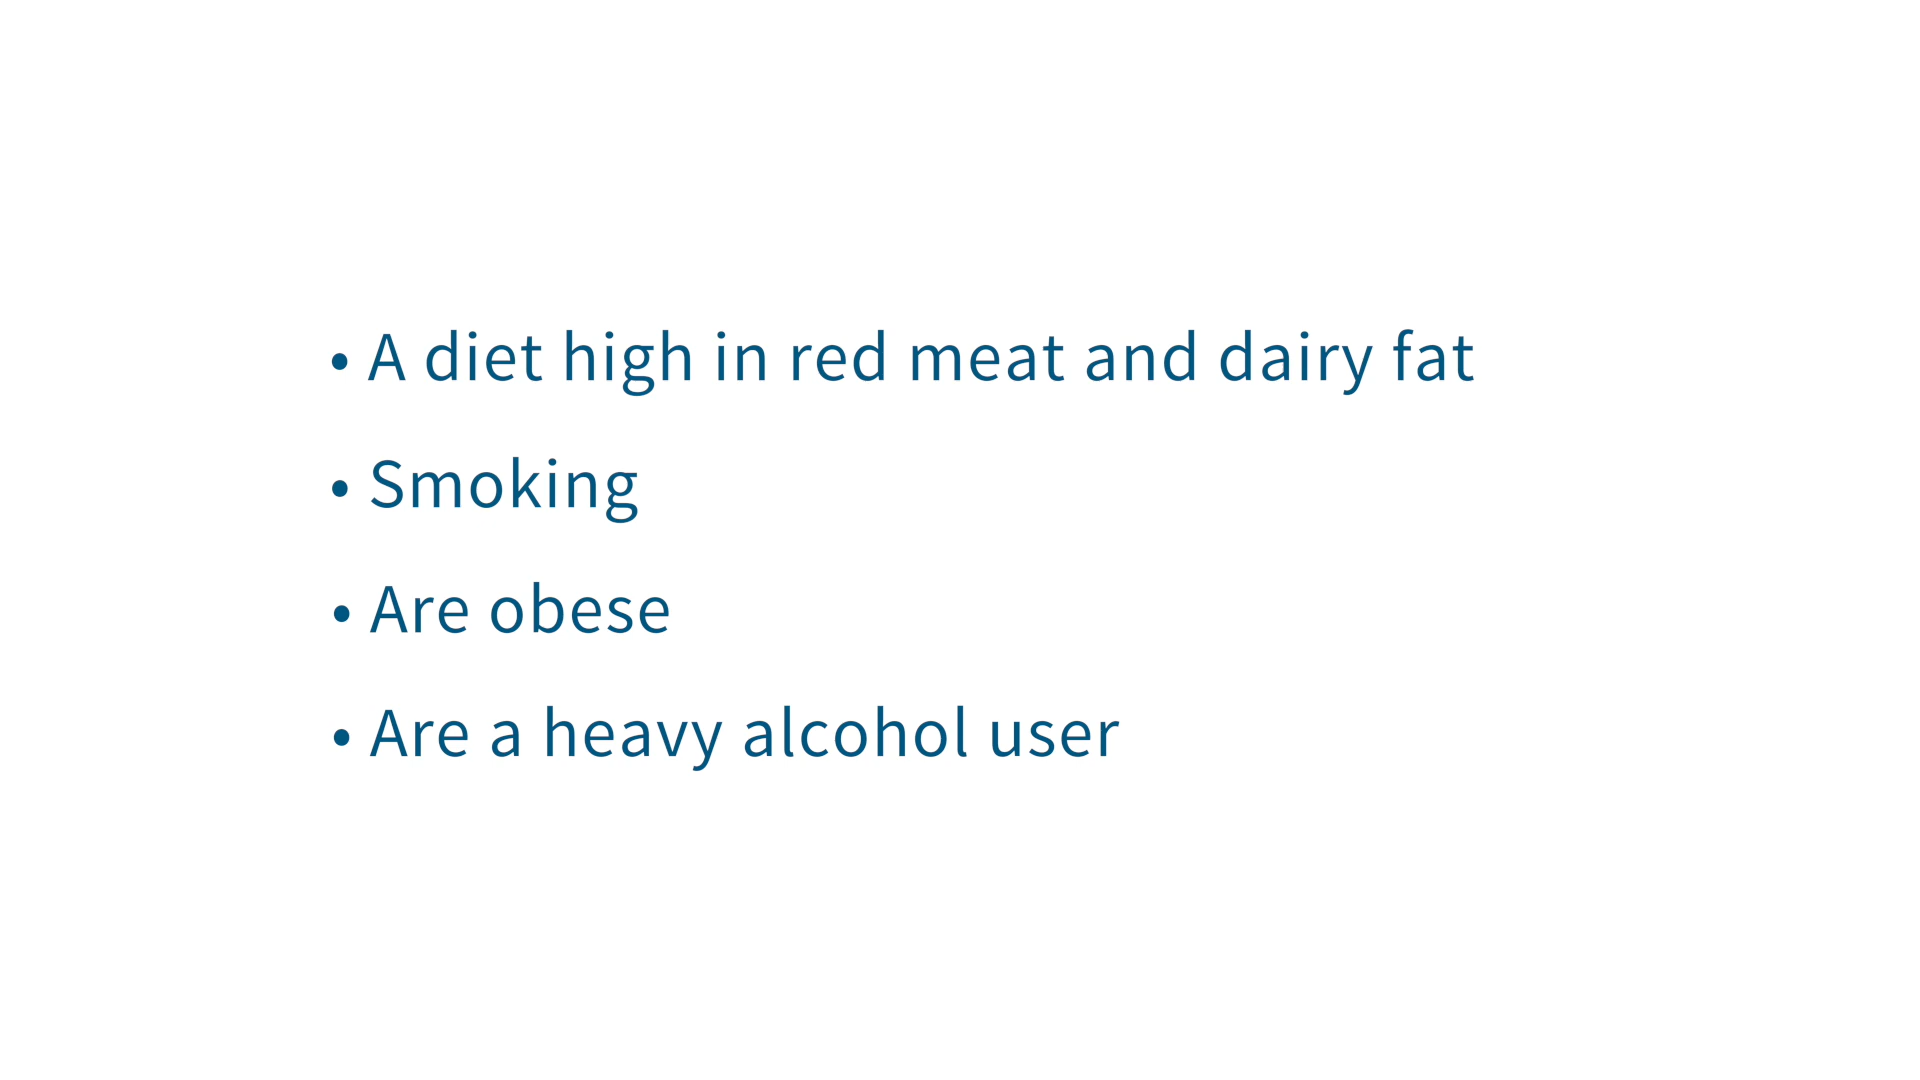 • A diet high in red meat and dairy fat
• Smoking
• Are obese
• Are a heavy alcohol user